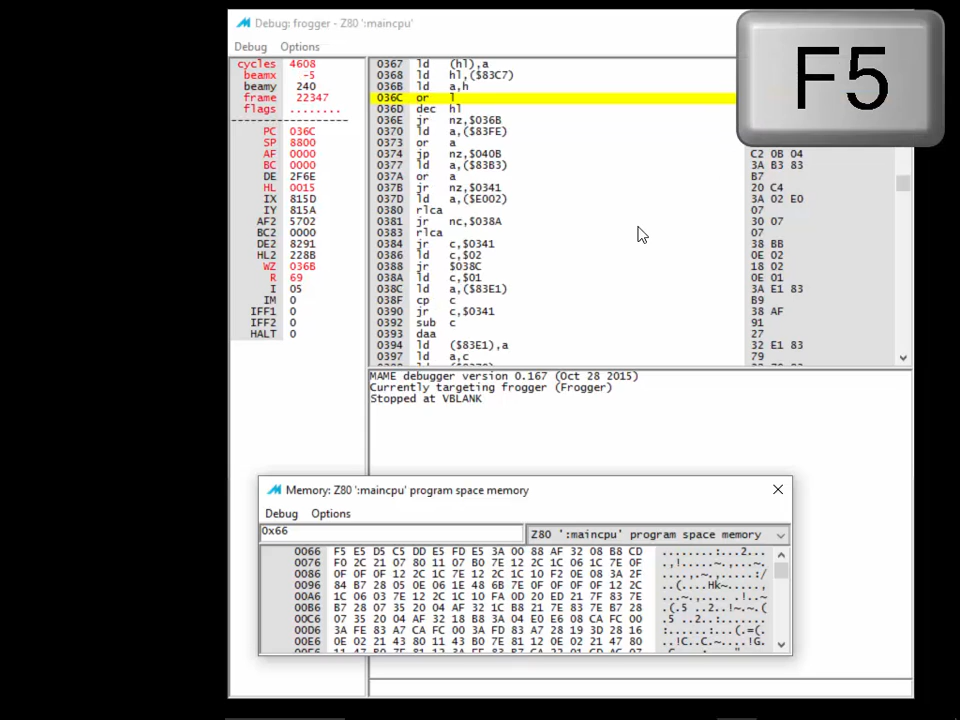 Debug: frogger - Z80 ':maincpu'
F5
Debug Options
cycles 4608
beamx -5
beamy 240
frame 22347
flags ........
PC 036C
SP 8800
AF 0000
BC 0000
DE 2F6E
HL 0015
IX 815D
IY 815A
AF2 5702
BC2 0000
DE2 8291
HL2 228B
WZ 036B
R 69
I 05
IM 0
IFF1 0
IFF2 0
HALT 0
0367 ld (hl),a
0368 ld hl,($83C7)
036B ld a,h
036C or l
036D dec hl
036E jr nz,$036B
0370 ld a,($83FE)
0373 or a
0374 jp nz,$040B C2 0B 04
0377 ld a,($83B3) 3A B3 83
037A or a B7
037B jr nz,$0341 20 C4
037D ld a,($E002) 3A 02 E0
0380 rlca 07
0381 jr nc,$038A 30 07
0383 rlca 07
0384 jr c,$0341 38 BB
0386 ld c,$02 0E 02
0388 jr $038C 18 02
038A ld c,$01 0E 01
038C ld a,($83E1) 3A E1 83
038F cp c B9
0390 jr c,$0341 38 AF
0392 sub c 91
0393 daa 27
0394 ld ($83E1),a 32 E1 83
0397 ld a,c 79
MAME debugger version 0.167 (Oct 28 2015)
Currently targeting frogger (Frogger)
Stopped at VBLANK
Memory: Z80 ':maincpu' program space memory
Debug Options
0x66 Z80 ':maincpu' program space memory
0066 F5 E5 D5 C5 DD E5 FD E5 3A 00 88 AF 32 08 B8 CD ........:...2...
0076 F0 2C 21 07 80 11 07 B0 7E 12 2C 1C 06 1C 7E 0F .,!.....~.,...~.
0086 0F 0F 0F 12 2C 1C 7E 12 2C 1C 10 F2 0E 08 3A 2F ....,.~.,.....:/
0096 84 B7 28 05 0E 06 1E 48 6B 7E 0F 0F 0F 0F 12 2C ..(....Hk~.....,
00A6 1C 06 03 7E 12 2C 1C 10 FA 0D 20 ED 21 7F 83 7E ...~.,.... .!..~
00B6 B7 28 07 35 20 04 AF 32 1C B8 21 7E 83 7E B7 28 .(.5 ..2..!~.~.(
00C6 07 35 20 04 AF 32 18 B8 3A 04 E0 E6 08 CA FC 00 .5 ..2..:.......
00D6 3A FE 83 A7 CA FC 00 3A FD 83 A7 28 19 3D 28 16 :......:...(.=(.
00E6 0E 02 21 43 80 11 43 B0 7E 81 12 0E 02 21 47 80 ..!C..C.~....!G.